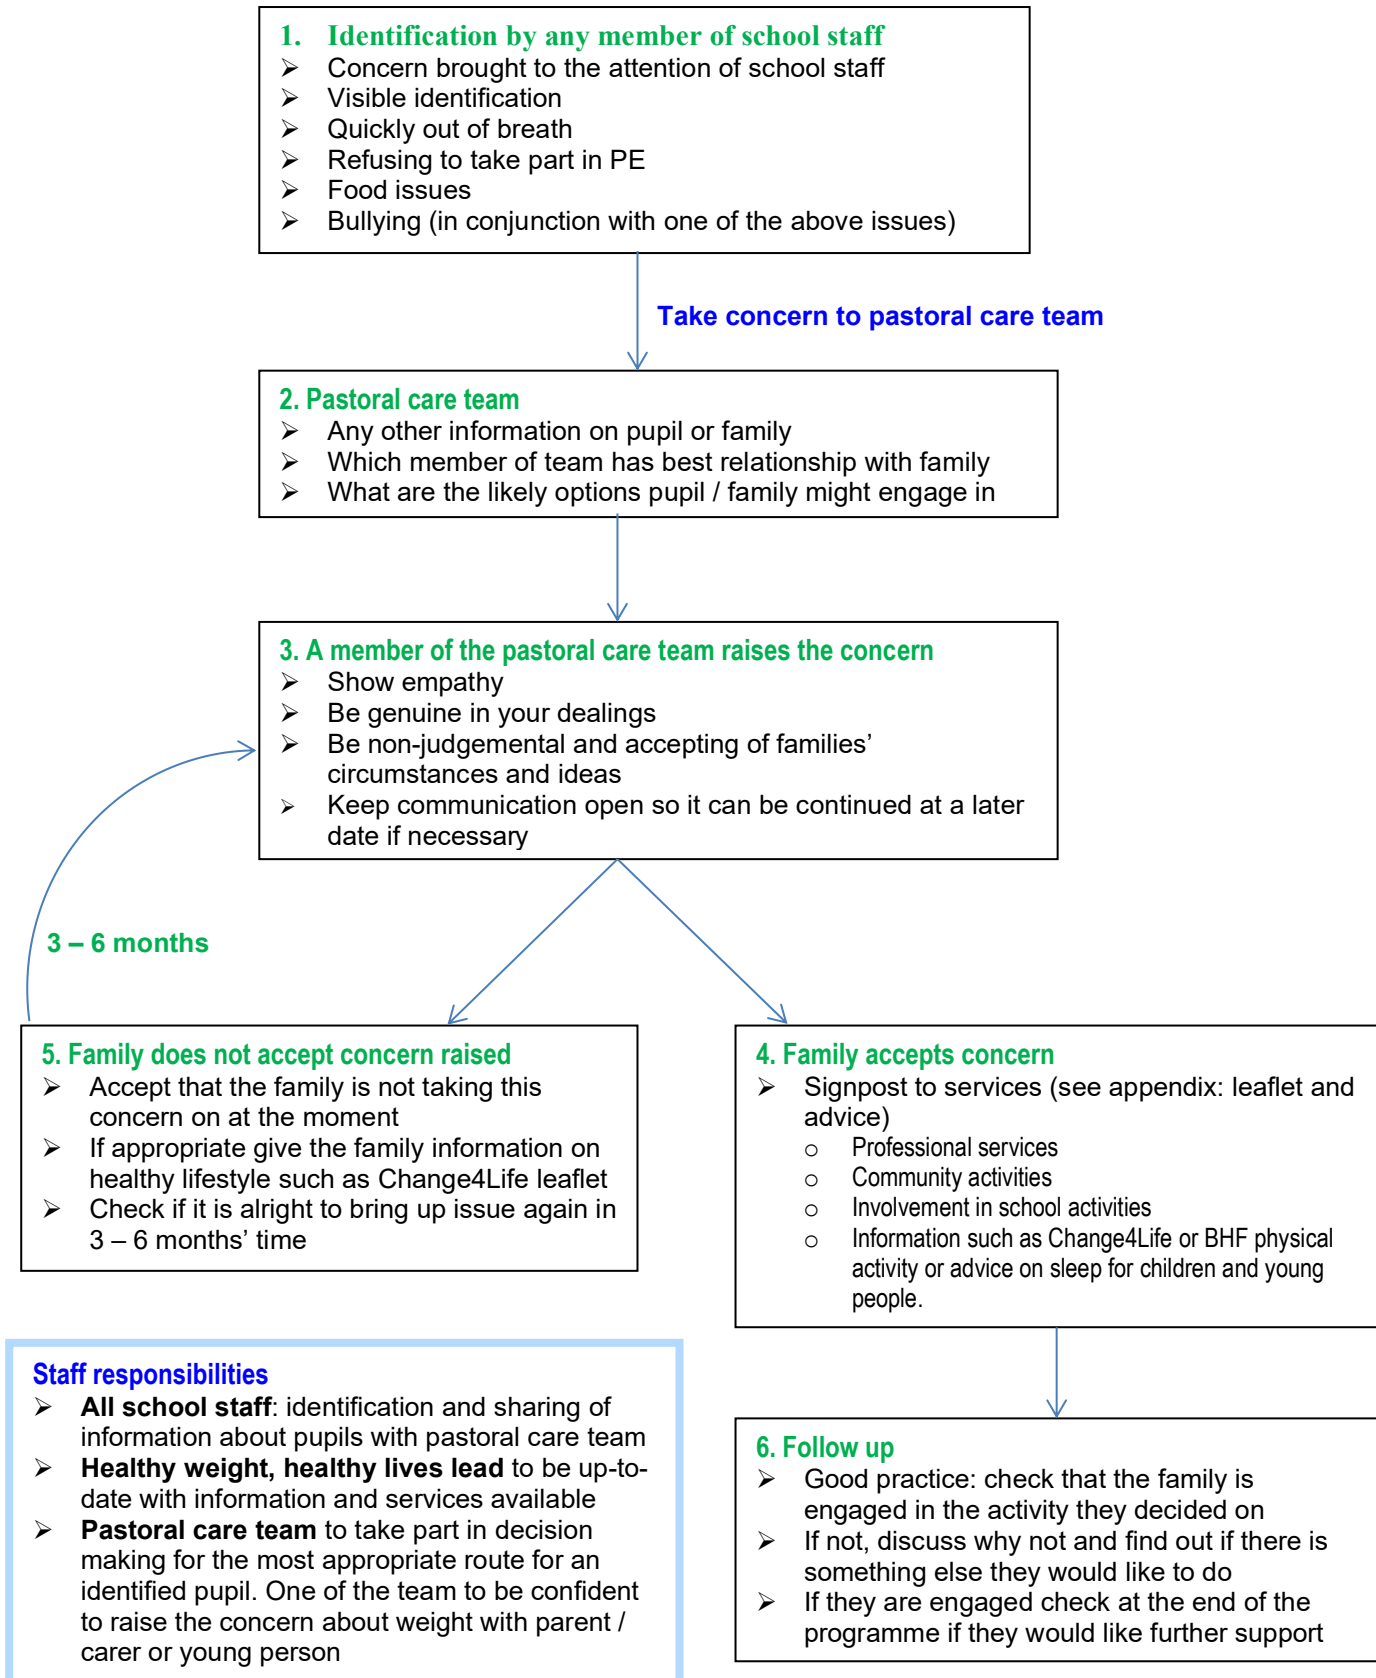 1. Identification by any member of school staff
➢ Concern brought to the attention of school staff
➢ Visible identification
➢ Quickly out of breath
➢ Refusing to take part in PE
➢ Food issues
➢ Bullying (in conjunction with one of the above issues)
Take concern to pastoral care team
2. Pastoral care team
➢ Any other information on pupil or family
➢ Which member of team has best relationship with family
➢ What are the likely options pupil / family might engage in
3. A member of the pastoral care team raises the concern
➢ Show empathy
➢ Be genuine in your dealings
➢ Be non-judgemental and accepting of families’
circumstances and ideas
➢ Keep communication open so it can be continued at a later
date if necessary
3 – 6 months
5. Family does not accept concern raised
➢ Accept that the family is not taking this
concern on at the moment
➢ If appropriate give the family information on
healthy lifestyle such as Change4Life leaflet
➢ Check if it is alright to bring up issue again in
3 – 6 months’ time
4. Family accepts concern
➢ Signpost to services (see appendix: leaflet and
advice)
o Professional services
o Community activities
o Involvement in school activities
o Information such as Change4Life or BHF physical
activity or advice on sleep for children and young
people.
Staff responsibilities
➢ All school staff: identification and sharing of
information about pupils with pastoral care team
➢ Healthy weight, healthy lives lead to be up-to-
date with information and services available
➢ Pastoral care team to take part in decision
making for the most appropriate route for an
identified pupil. One of the team to be confident
to raise the concern about weight with parent /
carer or young person
6. Follow up
➢ Good practice: check that the family is
engaged in the activity they decided on
➢ If not, discuss why not and find out if there is
something else they would like to do
➢ If they are engaged check at the end of the
programme if they would like further support